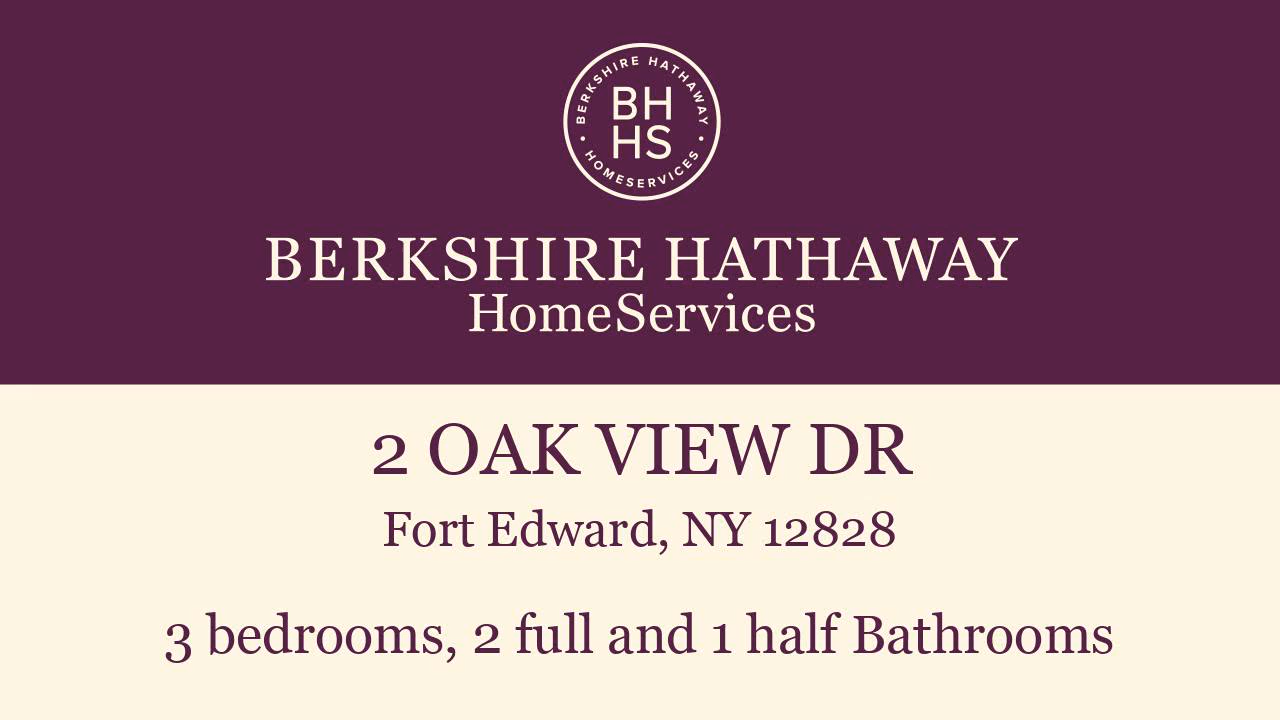 BERKSHIRE HATHAWAY
BH
HS
• HOMESERVICES •
BERKSHIRE HATHAWAY
HomeServices
2 OAK VIEW DR
Fort Edward, NY 12828
3 bedrooms, 2 full and 1 half Bathrooms